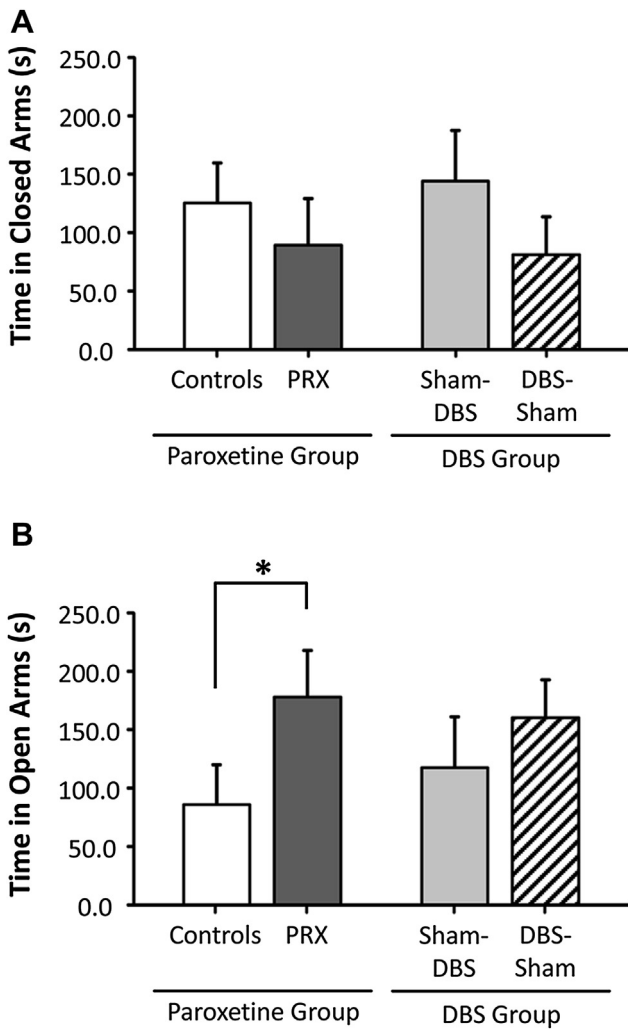 A
Time in Closed Arms (s)
250.0
200.0
150.0
100.0
50.0
0.0
Controls PRX Sham-DBS DBS-Sham
Paroxetine Group DBS Group
B
*
Time in Open Arms (s)
250.0
200.0
150.0
100.0
50.0
0.0
Controls PRX Sham-DBS DBS-Sham
Paroxetine Group DBS Group